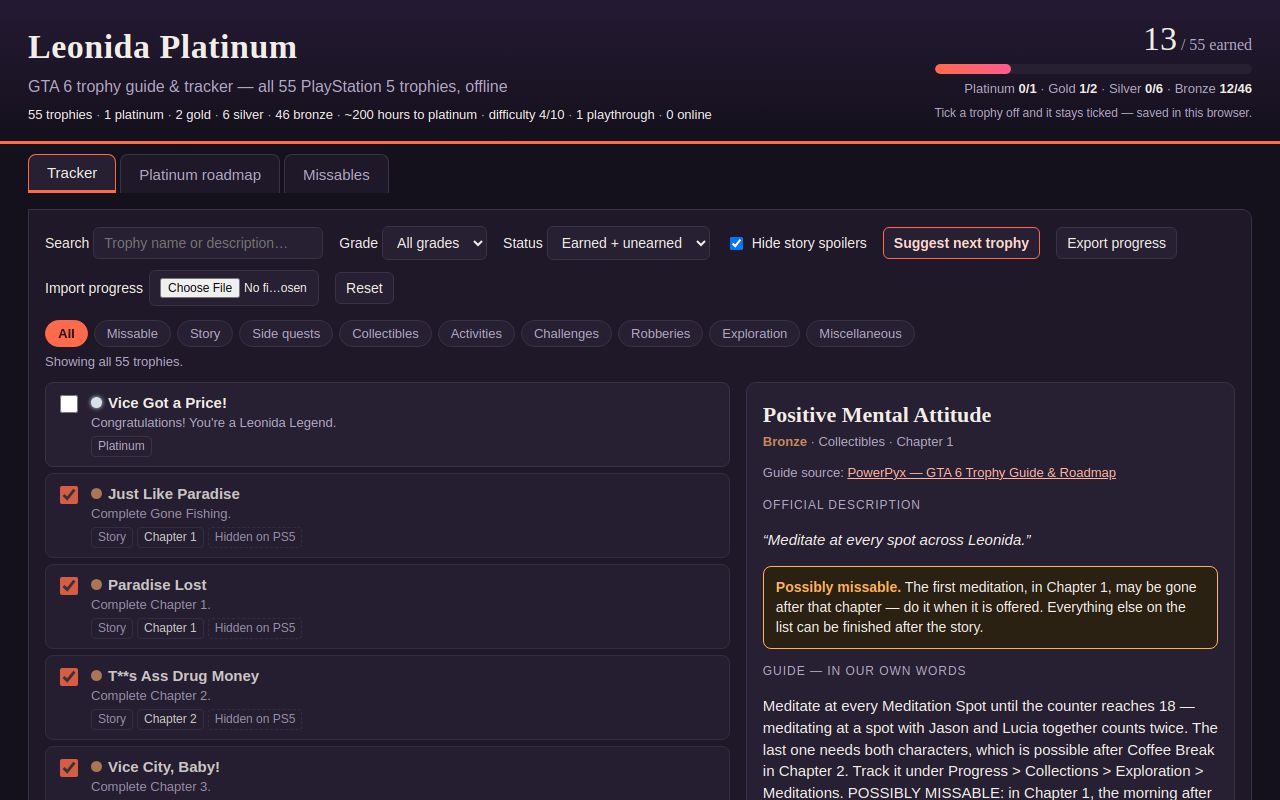 Leonida Platinum
GTA 6 trophy guide & tracker — all 55 PlayStation 5 trophies, offline
55 trophies · 1 platinum · 2 gold · 6 silver · 46 bronze · ~200 hours to platinum · difficulty 4/10 · 1 playthrough · 0 online
13 / 55 earned
Platinum 0/1 · Gold 1/2 · Silver 0/6 · Bronze 12/46
Tick a trophy off and it stays ticked — saved in this browser.
Tracker
Platinum roadmap
Missables
Search
Trophy name or description…
Grade
All grades
Status
Earned + unearned
Hide story spoilers
Suggest next trophy
Export progress
Import progress
Choose File
No fi…osen
Reset
All
Missable
Story
Side quests
Collectibles
Activities
Challenges
Robberies
Exploration
Miscellaneous
Showing all 55 trophies.
Vice Got a Price!
Congratulations! You're a Leonida Legend.
Platinum
Just Like Paradise
Complete Gone Fishing.
Story
Chapter 1
Hidden on PS5
Paradise Lost
Complete Chapter 1.
Story
Chapter 1
Hidden on PS5
T**s Ass Drug Money
Complete Chapter 2.
Story
Chapter 2
Hidden on PS5
Vice City, Baby!
Complete Chapter 3.
Positive Mental Attitude
Bronze · Collectibles · Chapter 1
Guide source: PowerPyx — GTA 6 Trophy Guide & Roadmap
OFFICIAL DESCRIPTION
“Meditate at every spot across Leonida.”
Possibly missable. The first meditation, in Chapter 1, may be gone
after that chapter — do it when it is offered. Everything else on the
list can be finished after the story.
GUIDE — IN OUR OWN WORDS
Meditate at every Meditation Spot until the counter reaches 18 —
meditating at a spot with Jason and Lucia together counts twice. The
last one needs both characters, which is possible after Coffee Break
in Chapter 2. Track it under Progress > Collections > Exploration >
Meditations. POSSIBLY MISSABLE: in Chapter 1, the morning after